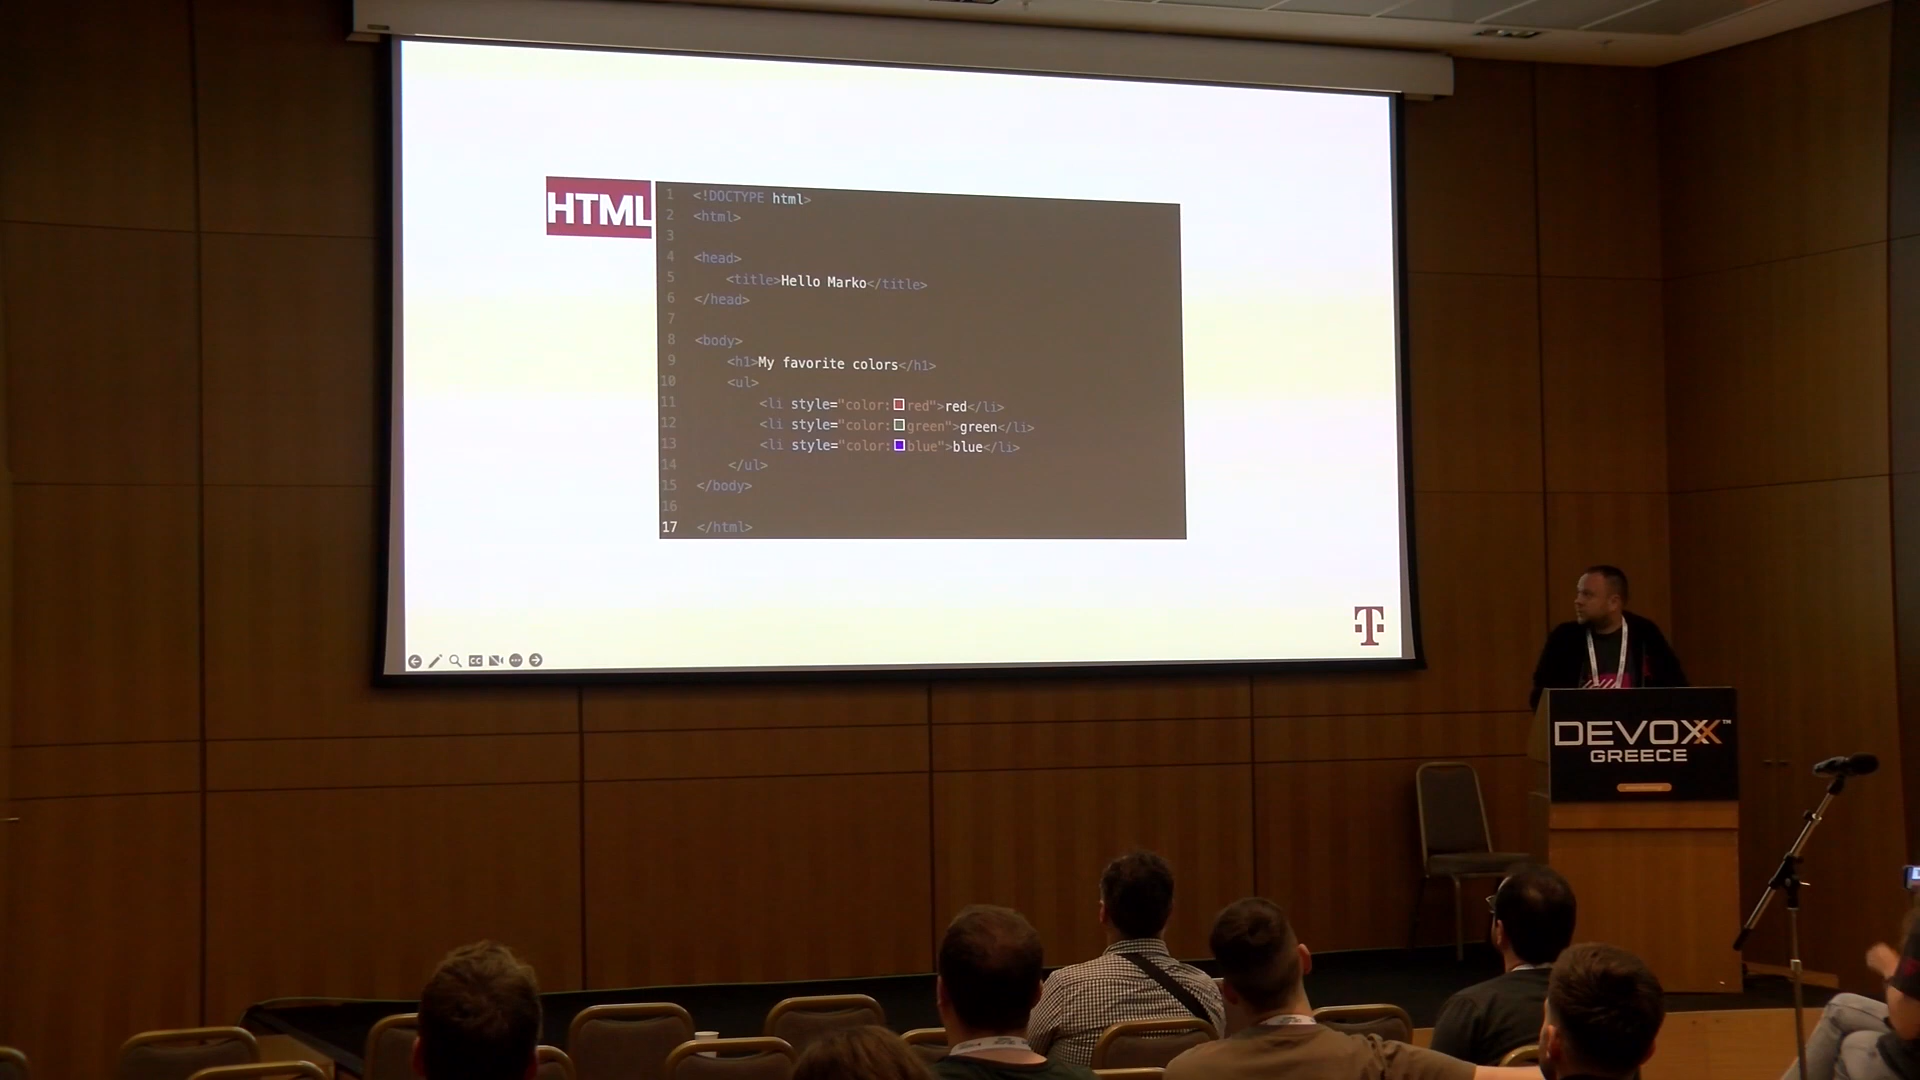 HTML
1 <!DOCTYPE html>
2 <html>
3
4 <head>
5 <title>Hello Marko</title>
6 </head>
7
8 <body>
9 <h1>My favorite colors</h1>
10 <ul>
11 <li style="color:red">red</li>
12 <li style="color:green">green</li>
13 <li style="color:blue">blue</li>
14 </ul>
15 </body>
16
17 </html>
T
CC
DEVOXX™
GREECE